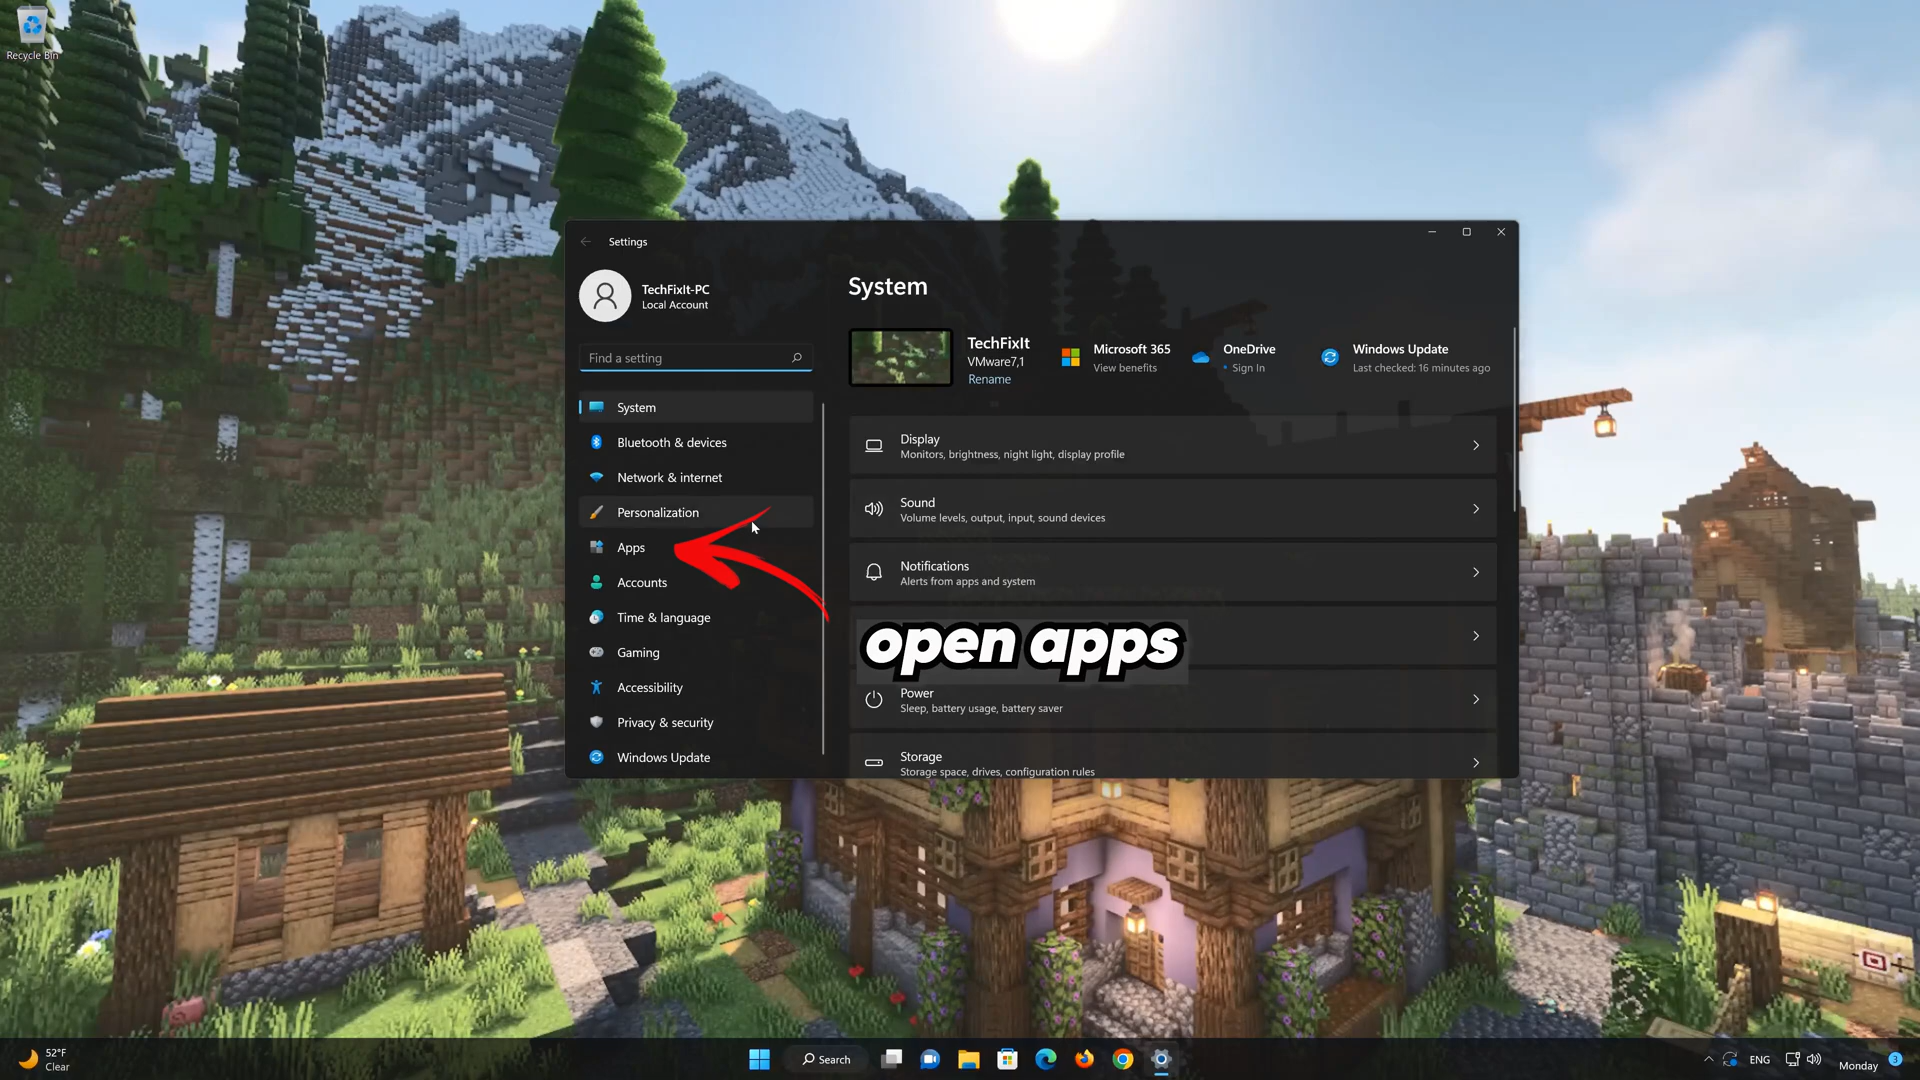 Recycle Bin
Settings
TechFixIt-PC
Local Account
Find a setting
System
Bluetooth & devices
Network & internet
Personalization
Apps
Accounts
Time & language
Gaming
Accessibility
Privacy & security
Windows Update
System
TechFixIt
VMware7,1
Rename
Microsoft 365
View benefits
OneDrive
• Sign In
Windows Update
Last checked: 16 minutes ago
Display
Monitors, brightness, night light, display profile
Sound
Volume levels, output, input, sound devices
Notifications
Alerts from apps and system
open apps
Power
Sleep, battery usage, battery saver
Storage
Storage space, drives, configuration rules
52°F
Clear
Search
ENG
Monday
3